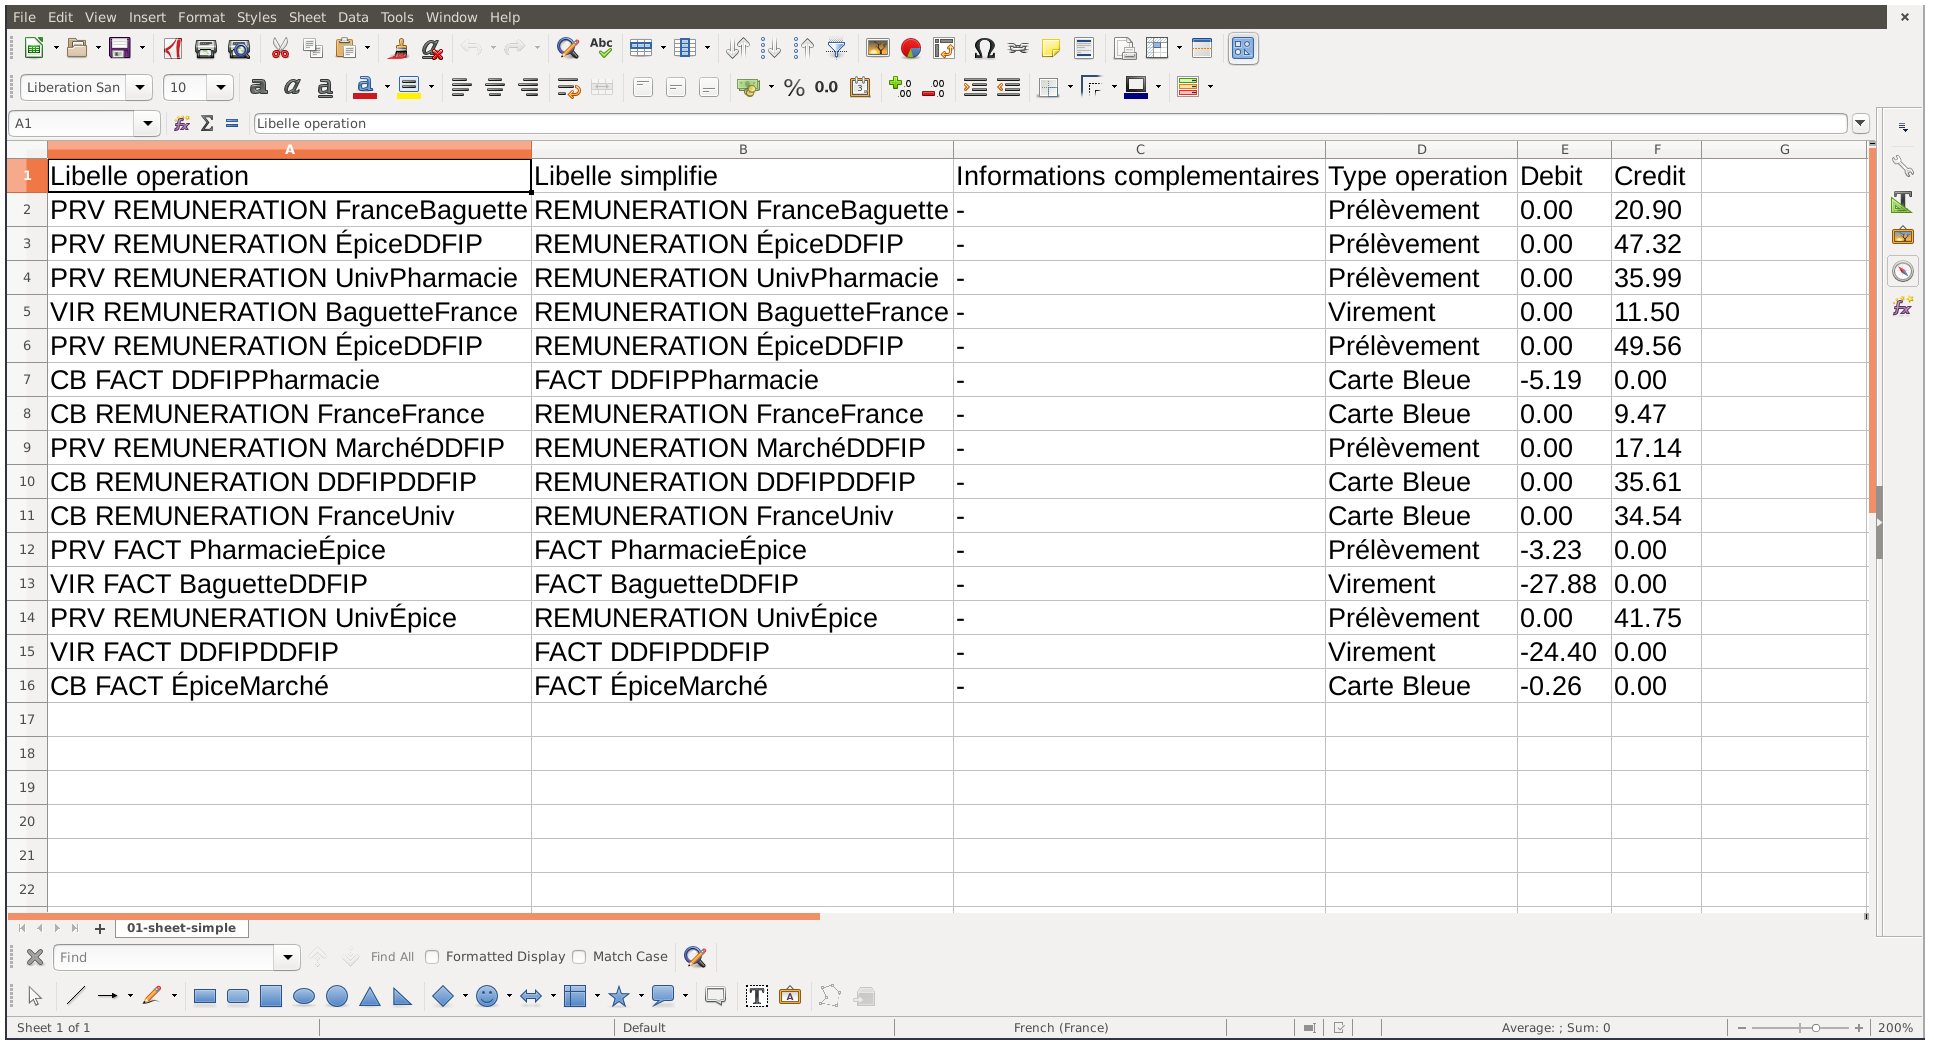 File Edit View Insert Format Styles Sheet Data Tools Window Help
Abc
Liberation San 10 a a a a % 0.0
A1 Libelle operation
A B C D E F G
1 Libelle operation Libelle simplifie Informations complementaires Type operation Debit Credit
2 PRV REMUNERATION FranceBaguette REMUNERATION FranceBaguette - Prélèvement 0.00 20.90
3 PRV REMUNERATION ÉpiceDDFIP REMUNERATION ÉpiceDDFIP - Prélèvement 0.00 47.32
4 PRV REMUNERATION UnivPharmacie REMUNERATION UnivPharmacie - Prélèvement 0.00 35.99
5 VIR REMUNERATION BaguetteFrance REMUNERATION BaguetteFrance - Virement 0.00 11.50
6 PRV REMUNERATION ÉpiceDDFIP REMUNERATION ÉpiceDDFIP - Prélèvement 0.00 49.56
7 CB FACT DDFIPPharmacie FACT DDFIPPharmacie - Carte Bleue -5.19 0.00
8 CB REMUNERATION FranceFrance REMUNERATION FranceFrance - Carte Bleue 0.00 9.47
9 PRV REMUNERATION MarchéDDFIP REMUNERATION MarchéDDFIP - Prélèvement 0.00 17.14
10 CB REMUNERATION DDFIPDDFIP REMUNERATION DDFIPDDFIP - Carte Bleue 0.00 35.61
11 CB REMUNERATION FranceUniv REMUNERATION FranceUniv - Carte Bleue 0.00 34.54
12 PRV FACT PharmacieÉpice FACT PharmacieÉpice - Prélèvement -3.23 0.00
13 VIR FACT BaguetteDDFIP FACT BaguetteDDFIP - Virement -27.88 0.00
14 PRV REMUNERATION UnivÉpice REMUNERATION UnivÉpice - Prélèvement 0.00 41.75
15 VIR FACT DDFIPDDFIP FACT DDFIPDDFIP - Virement -24.40 0.00
16 CB FACT ÉpiceMarché FACT ÉpiceMarché - Carte Bleue -0.26 0.00
17
18
19
20
21
22
01-sheet-simple
Find Find All Formatted Display Match Case
Sheet 1 of 1 Default French (France) Average: ; Sum: 0 200%